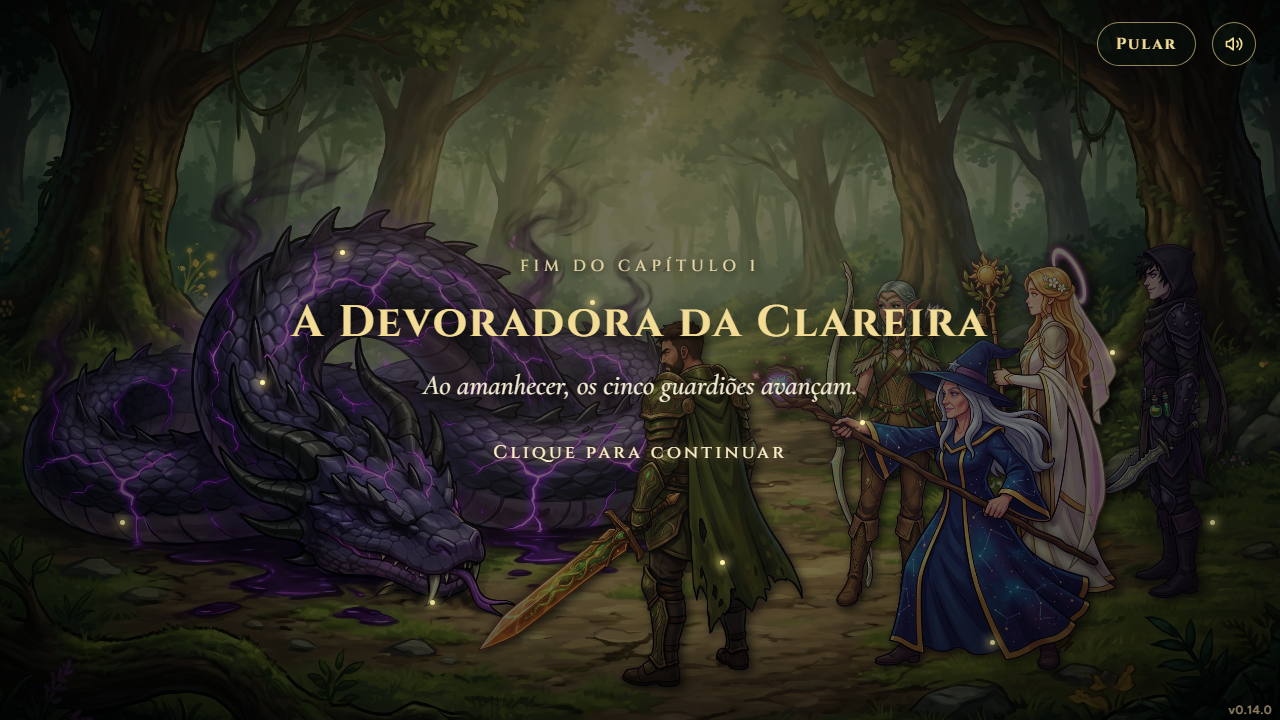 Pular
FIM DO CAPÍTULO 1
A Devoradora da Clareira
Ao amanhecer, os cinco guardiões avançam.
Clique para continuar
v0.14.0